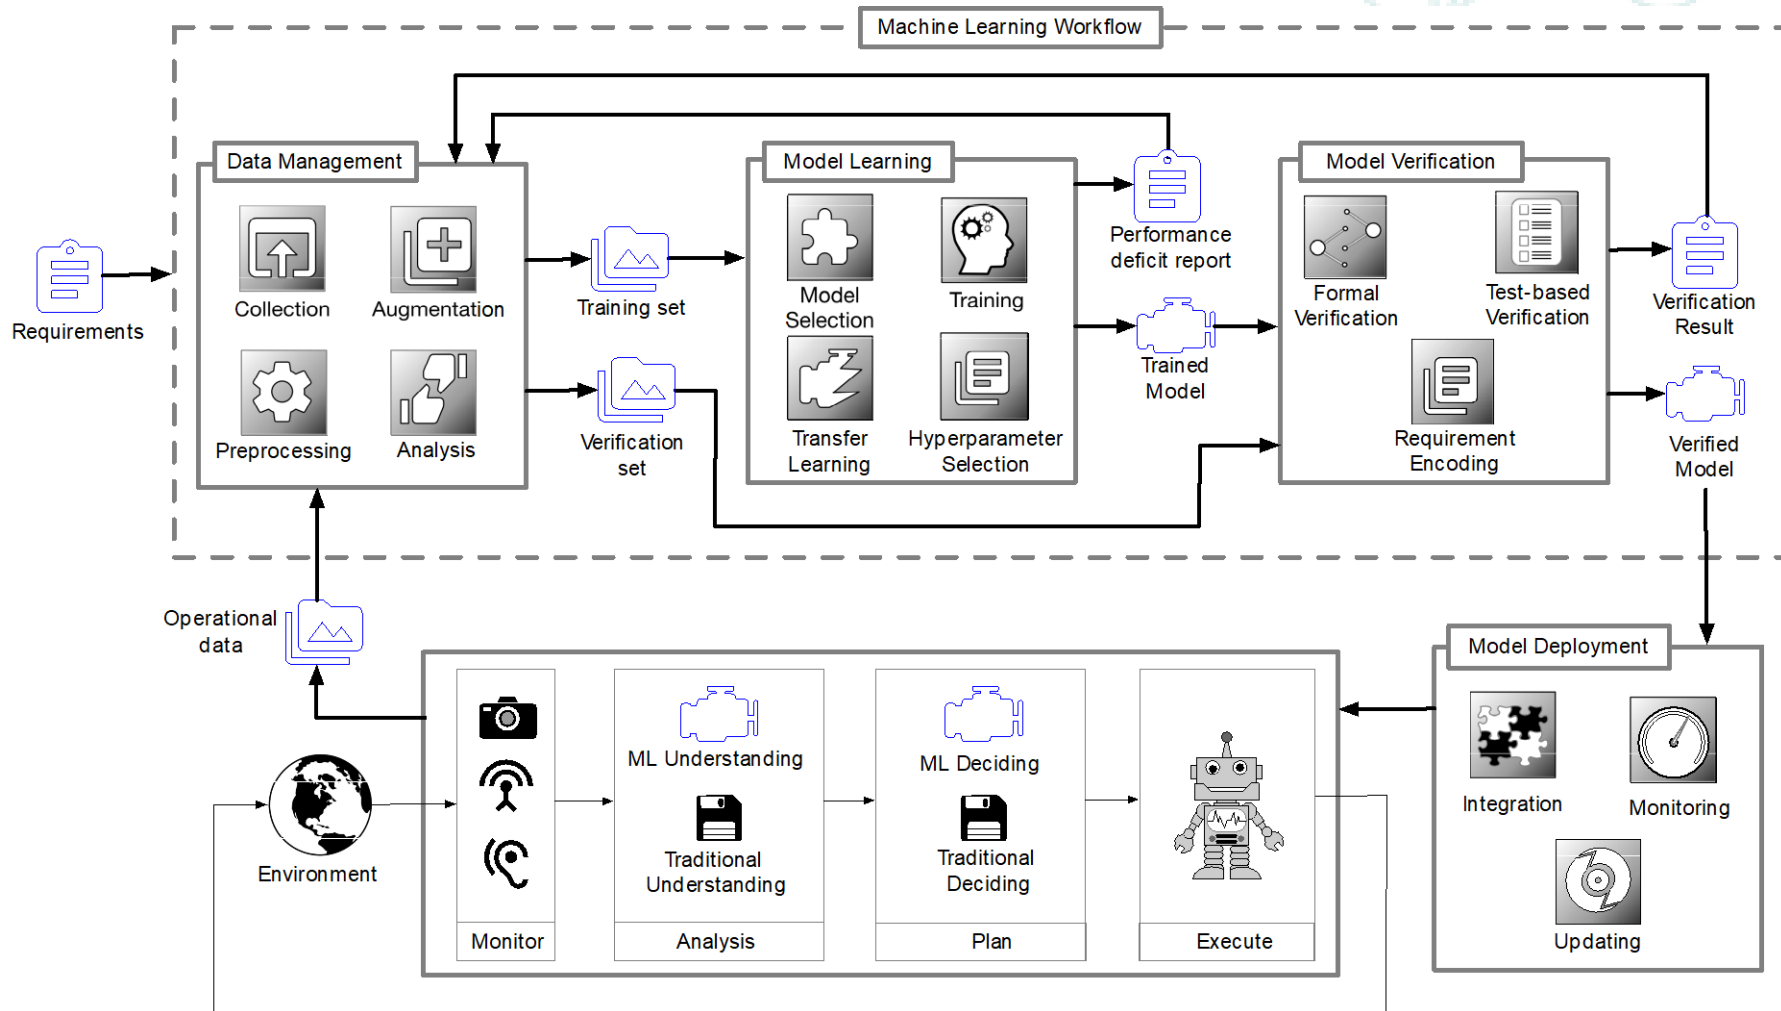 Machine Learning Workflow
Data Management
Model Learning
Model Verification
Collection
Augmentation
Preprocessing
Analysis
Requirements
Training set
Verification
set
Model
Selection
Training
Transfer
Learning
Hyperparameter
Selection
Performance
deficit report
Trained
Model
Formal
Verification
Test-based
Verification
Requirement
Encoding
Verification
Result
Verified
Model
Operational
data
Environment
ML Understanding
Traditional
Understanding
ML Deciding
Traditional
Deciding
Monitor
Analysis
Plan
Execute
Model Deployment
Integration
Monitoring
Updating